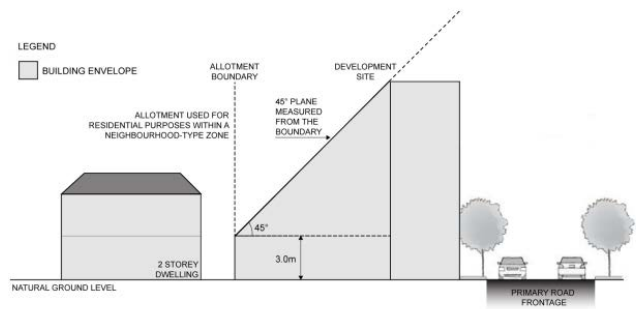 LEGEND
BUILDING ENVELOPE
ALLOTMENT
BOUNDARY
DEVELOPMENT
SITE
ALLOTMENT USED FOR
RESIDENTIAL PURPOSES WITHIN A
NEIGHBOURHOOD-TYPE ZONE
45° PLANE
MEASURED
FROM THE
BOUNDARY
45°
3.0m
2 STOREY
DWELLING
NATURAL GROUND LEVEL
PRIMARY ROAD
FRONTAGE